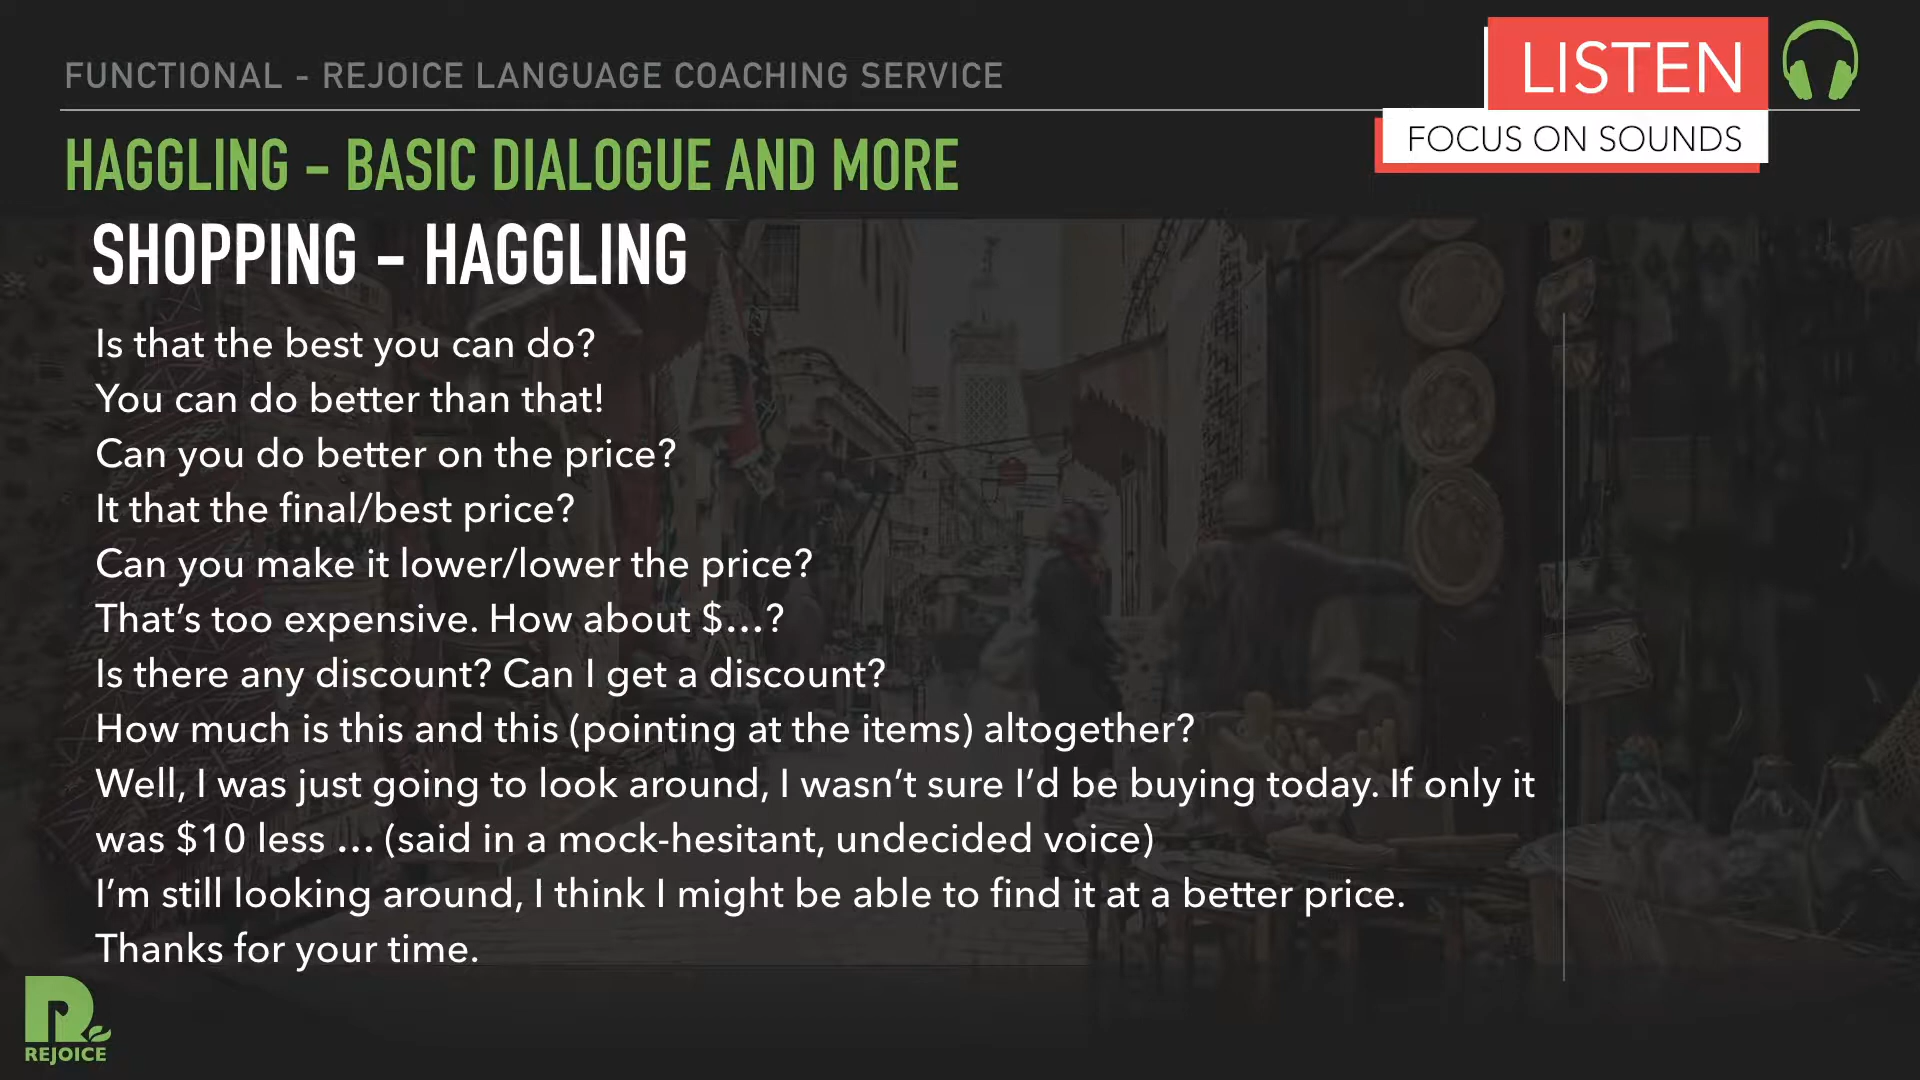 FUNCTIONAL - REJOICE LANGUAGE COACHING SERVICE
LISTEN
FOCUS ON SOUNDS
HAGGLING - BASIC DIALOGUE AND MORE
SHOPPING - HAGGLING
Is that the best you can do?
You can do better than that!
Can you do better on the price?
It that the final/best price?
Can you make it lower/lower the price?
That’s too expensive. How about $…?
Is there any discount? Can I get a discount?
How much is this and this (pointing at the items) altogether?
Well, I was just going to look around, I wasn’t sure I’d be buying today. If only it
was $10 less … (said in a mock-hesitant, undecided voice)
I’m still looking around, I think I might be able to find it at a better price.
Thanks for your time.
REJOICE